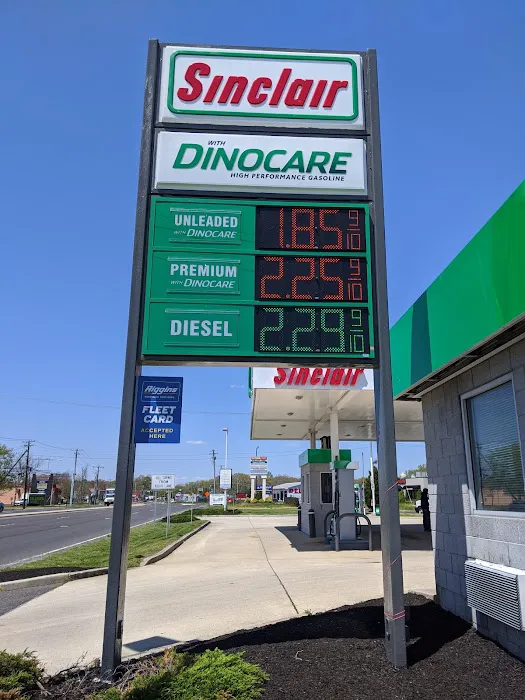 Sinclair
WITH
DINOCARE
HIGH PERFORMANCE GASOLINE
UNLEADED
WITH DINOCARE
1.85 9/10
PREMIUM
WITH DINOCARE
2.25 9/10
DIESEL
2.29 9/10
Riggins
FLEET
CARD
ACCEPTED
HERE
Sinclair